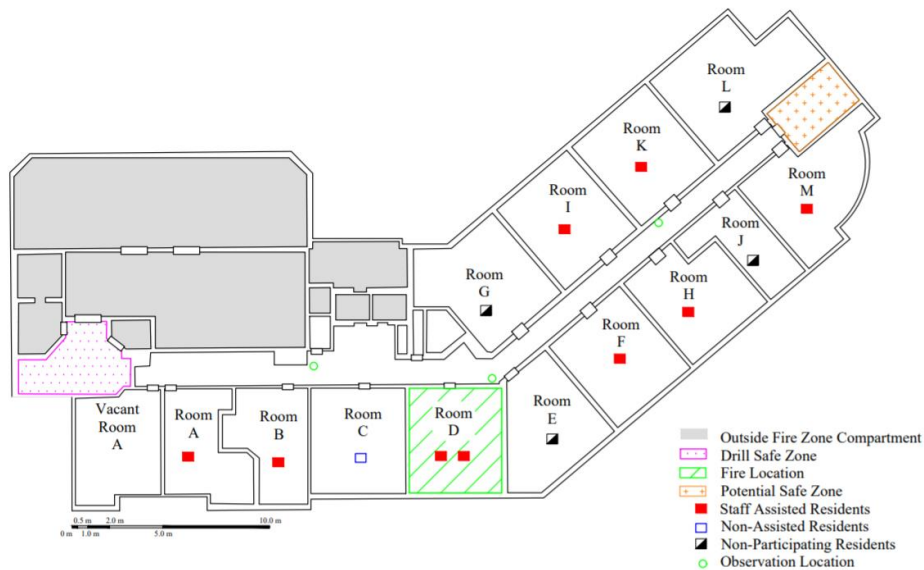 Room
L
Room
K
Room
M
Room
I
Room
J
Room
G
Room
H
Room
F
Vacant
Room
A
Room
A
Room
B
Room
C
Room
D
Room
E
Outside Fire Zone Compartment
Drill Safe Zone
Fire Location
Potential Safe Zone
Staff Assisted Residents
Non-Assisted Residents
Non-Participating Residents
Observation Location
0.5 m 2.0 m 10.0 m
0 m 1.0 m 5.0 m